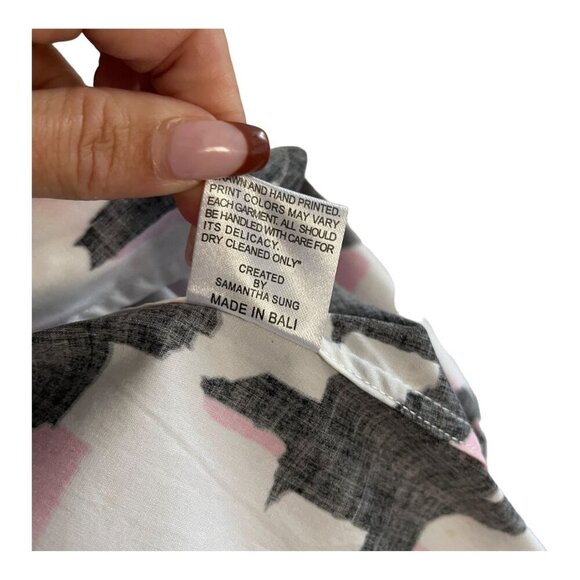 DRAWN AND HAND PRINTED.
PRINT COLORS MAY VARY
EACH GARMENT. ALL SHOULD
BE HANDLED WITH CARE FOR
ITS DELICACY.
DRY CLEANED ONLY"
CREATED
BY
SAMANTHA SUNG
MADE IN BALI